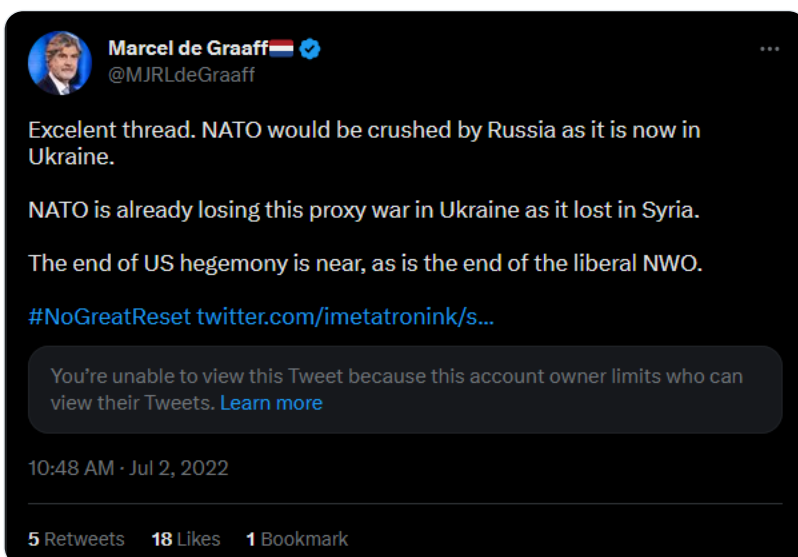 Marcel de Graaff
@MJRLdeGraaff
Excelent thread. NATO would be crushed by Russia as it is now in
Ukraine.
NATO is already losing this proxy war in Ukraine as it lost in Syria.
The end of US hegemony is near, as is the end of the liberal NWO.
#NoGreatReset twitter.com/imetatronink/s...
You're unable to view this Tweet because this account owner limits who can
view their Tweets. Learn more
10:48 AM · Jul 2, 2022
5 Retweets 18 Likes 1 Bookmark